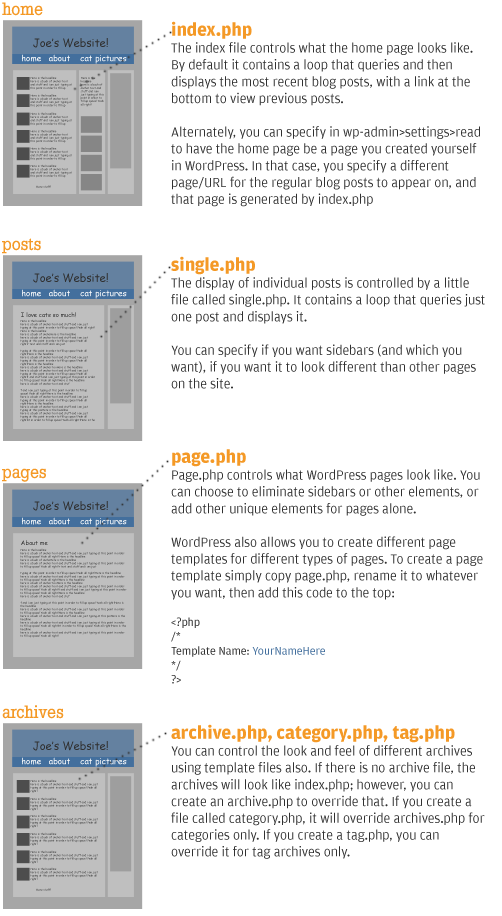 home
Joe's Website!
home about cat pictures
index.php
The index file controls what the home page looks like.
By default it contains a loop that queries and then
displays the most recent blog posts, with a link at the
bottom to view previous posts.
Alternately, you can specify in wp-admin>settings>read
to have the home page be a page you created yourself
in WordPress. In that case, you specify a different
page/URL for the regular blog posts to appear on, and
that page is generated by index.php
posts
Joe's Website!
home about cat pictures
I love cats so much!
single.php
The display of individual posts is controlled by a little
file called single.php. It contains a loop that queries just
one post and displays it.
You can specify if you want sidebars (and which you
want), if you want it to look different than other pages
on the site.
pages
Joe's Website!
home about cat pictures
About me
page.php
Page.php controls what WordPress pages look like. You
can choose to eliminate sidebars or other elements, or
add other unique elements for pages alone.
WordPress also allows you to create different page
templates for different types of pages. To create a page
template simply copy page.php, rename it to whatever
you want, then add this code to the top:
<?php
/*
Template Name: YourNameHere
*/
?>
archives
Joe's Website!
home about cat pictures
archive.php, category.php, tag.php
You can control the look and feel of different archives
using template files also. If there is no archive file, the
archives will look like index.php; however, you can
create an archive.php to override that. If you create a
file called category.php, it will override archives.php for
categories only. If you create a tag.php, you can
override it for tag archives only.